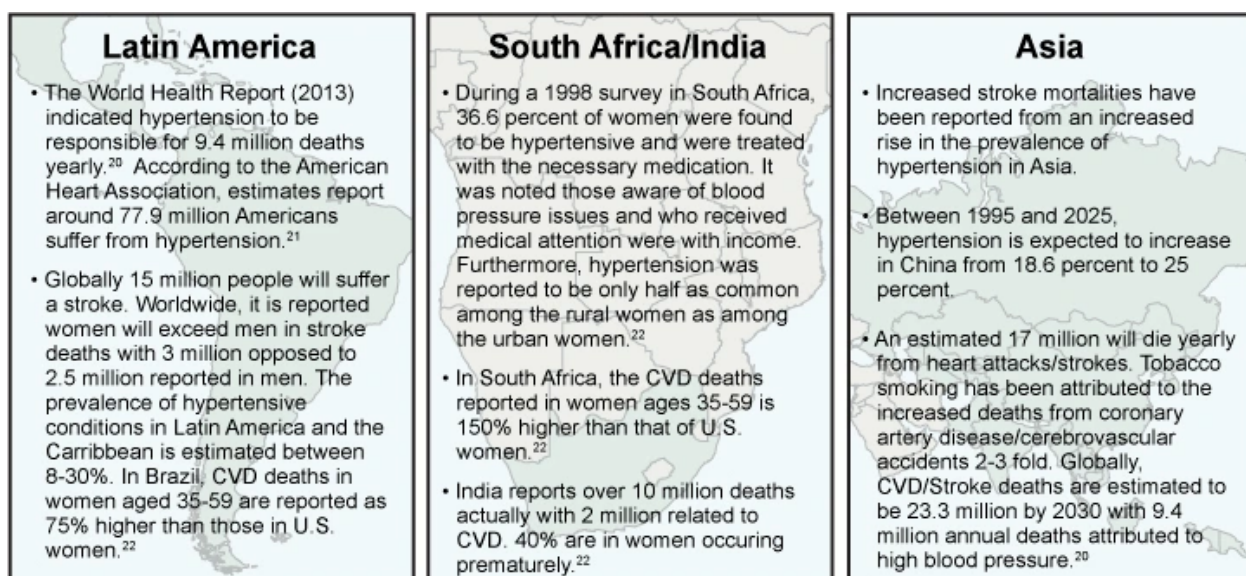 Latin America
• The World Health Report (2013)
indicated hypertension to be
responsible for 9.4 million deaths
yearly.²⁰ According to the American
Heart Association, estimates report
around 77.9 million Americans
suffer from hypertension.²¹
• Globally 15 million people will suffer
a stroke. Worldwide, it is reported
women will exceed men in stroke
deaths with 3 million opposed to
2.5 million reported in men. The
prevalence of hypertensive
conditions in Latin America and the
Carribbean is estimated between
8-30%. In Brazil, CVD deaths in
women aged 35-59 are reported as
75% higher than those in U.S.
women.²²
South Africa/India
• During a 1998 survey in South Africa,
36.6 percent of women were found
to be hypertensive and were treated
with the necessary medication. It
was noted those aware of blood
pressure issues and who received
medical attention were with income.
Furthermore, hypertension was
reported to be only half as common
among the rural women as among
the urban women.²²
• In South Africa, the CVD deaths
reported in women ages 35-59 is
150% higher than that of U.S.
women.²²
• India reports over 10 million deaths
actually with 2 million related to
CVD. 40% are in women occuring
prematurely.²²
Asia
• Increased stroke mortalities have
been reported from an increased
rise in the prevalence of
hypertension in Asia.
• Between 1995 and 2025,
hypertension is expected to increase
in China from 18.6 percent to 25
percent.
• An estimated 17 million will die yearly
from heart attacks/strokes. Tobacco
smoking has been attributed to the
increased deaths from coronary
artery disease/cerebrovascular
accidents 2-3 fold. Globally,
CVD/Stroke deaths are estimated to
be 23.3 million by 2030 with 9.4
million annual deaths attributed to
high blood pressure.²⁰